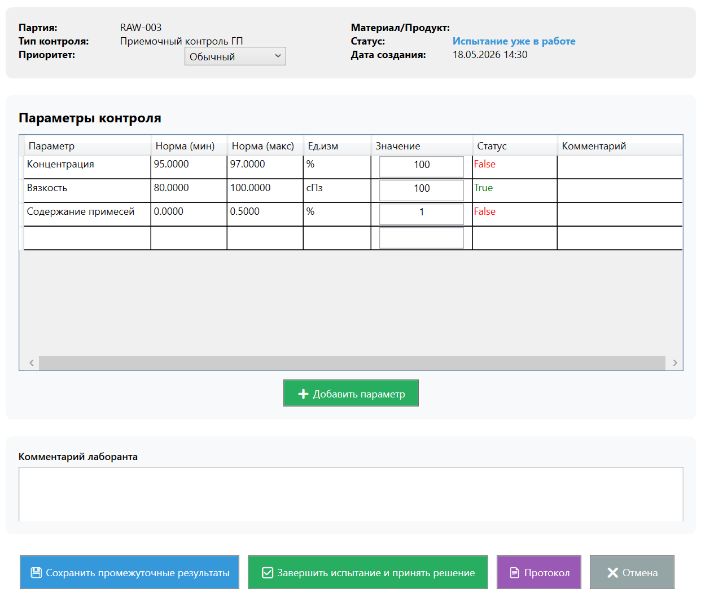 Партия: RAW-003 Материал/Продукт:
Тип контроля: Приемочный контроль ГП Статус: Испытание уже в работе
Приоритет: Обычный Дата создания: 18.05.2026 14:30
Параметры контроля
Параметр Норма (мин) Норма (макс) Ед.изм Значение Статус Комментарий
Концентрация 95.0000 97.0000 % 100 False
Вязкость 80.0000 100.0000 сПз 100 True
Содержание примесей 0.0000 0.5000 % 1 False
Добавить параметр
Комментарий лаборанта
Сохранить промежуточные результаты Завершить испытание и принять решение Протокол Отмена